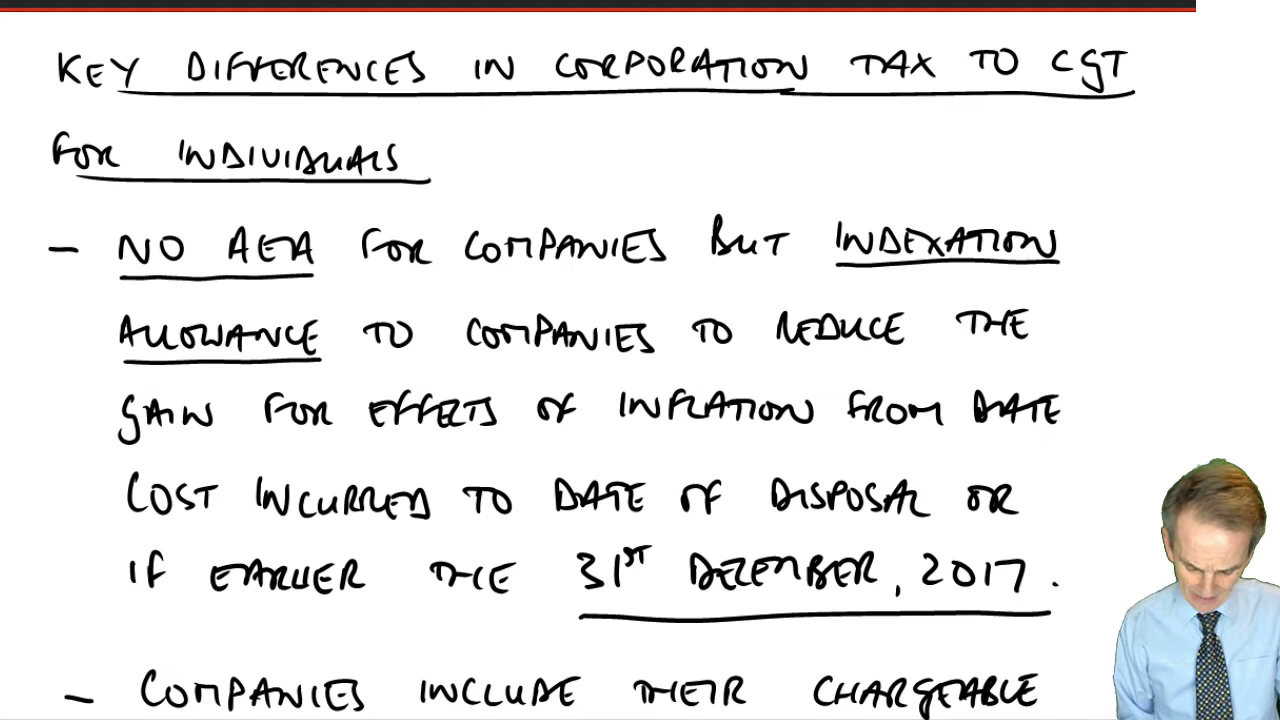 KEY DIFFERENCES IN CORPORATION TAX TO CGT
FOR INDIVIDUALS
- NO AEA FOR COMPANIES BUT INDEXATION
ALLOWANCE TO COMPANIES TO REDUCE THE
GAIN FOR EFFECTS OF INFLATION FROM DATE
COST INCURRED TO DATE OF DISPOSAL OR
IF EARLIER THE 31ST DECEMBER, 2017.
- COMPANIES INCLUDE THEIR CHARGEABLE